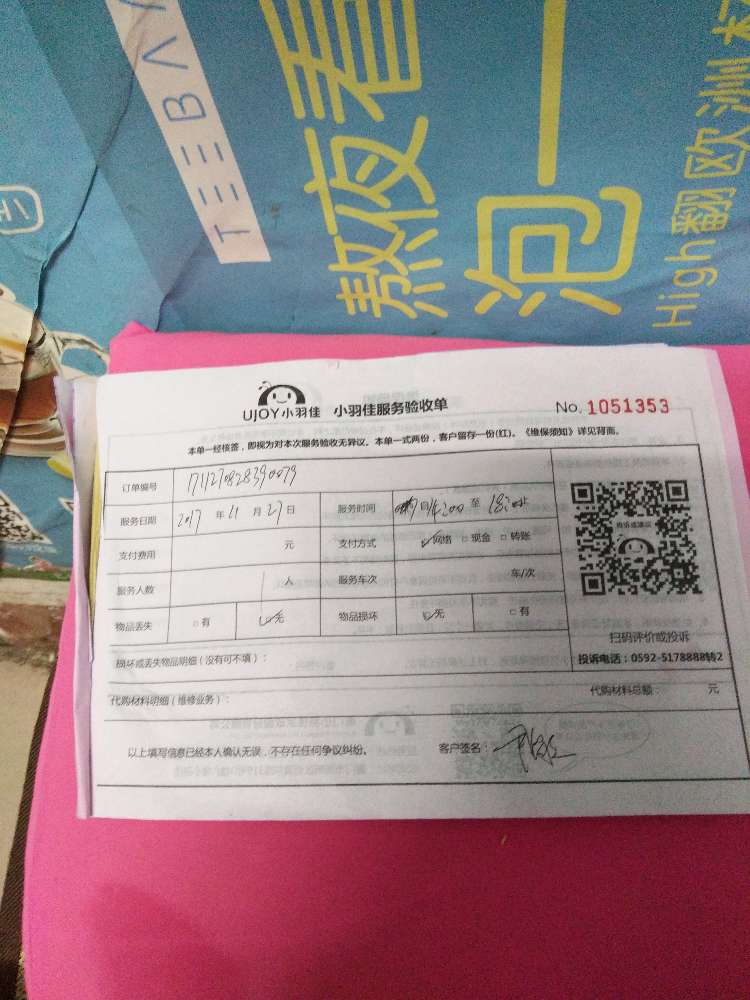 TEEBA
熬夜看
泡一
High翻欧洲杯
UJOY小羽佳 小羽佳服务验收单 No. 1051353
本单一经核签，即视为对本次服务验收无异议。本单一式两份，客户留存一份(红)。《维保须知》详见背面。
订单编号 1711270828390079
服务日期 2017 年 11 月 27 日 服务时间 至
支付费用 元 支付方式 ☑网络 □现金 □转账
服务人数 人 服务车次 车/次
物品丢失 □有 ☑无 物品损坏 ☑无 □有
投诉或建议
扫码评价或投诉
投诉电话：0592-5178888转2
损坏或丢失物品明细（没有可不填）：
代购材料明细（维修业务）： 代购材料总额： 元
以上填写信息已经本人确认无误，不存在任何争议纠纷。 客户签名：